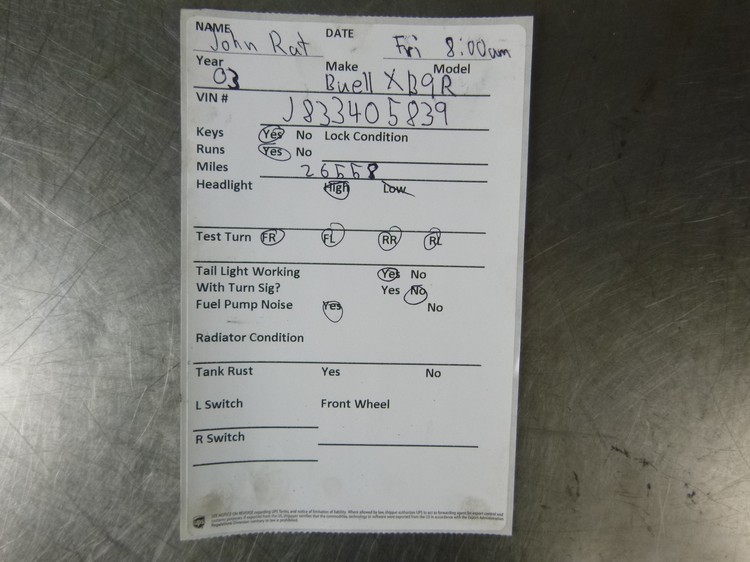 NAME John Rat DATE Fri 8:00am
Year 03 Make Buell Model XB9R
VIN # J833405839
Keys Yes No Lock Condition
Runs Yes No
Miles 26558
Headlight High Low
Test Turn FR FL RR RL
Tail Light Working Yes No
With Turn Sig? Yes No
Fuel Pump Noise Yes No
Radiator Condition
Tank Rust Yes No
L Switch Front Wheel
R Switch